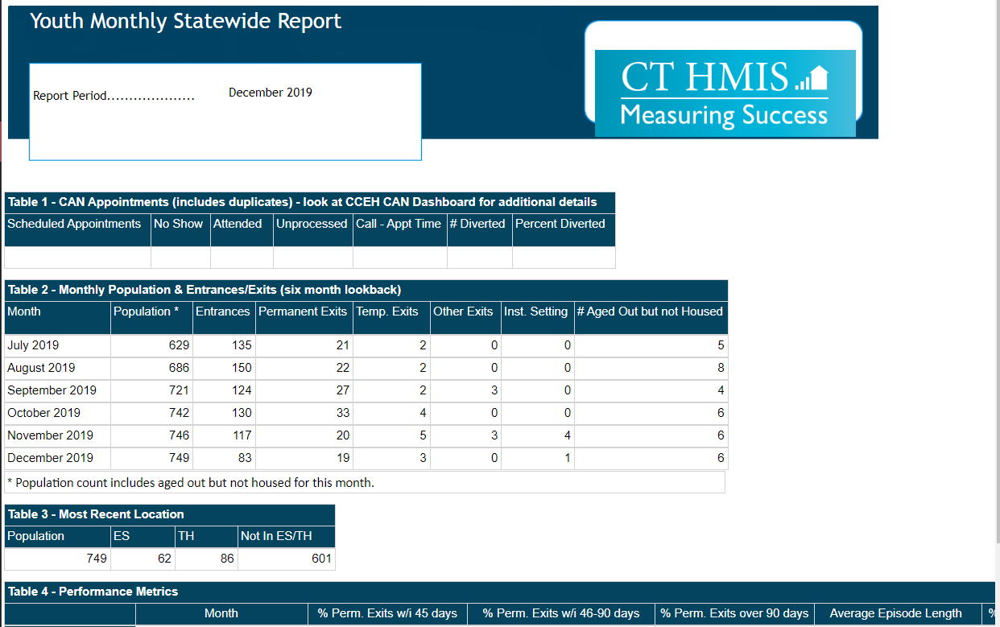 Youth Monthly Statewide Report
CT HMIS
Measuring Success
Report Period.................... December 2019
Table 1 - CAN Appointments (includes duplicates) - look at CCEH CAN Dashboard for additional details
Scheduled Appointments No Show Attended Unprocessed Call - Appt Time # Diverted Percent Diverted
Table 2 - Monthly Population & Entrances/Exits (six month lookback)
Month Population * Entrances Permanent Exits Temp. Exits Other Exits Inst. Setting # Aged Out but not Housed
July 2019 629 135 21 2 0 0 5
August 2019 686 150 22 2 0 0 8
September 2019 721 124 27 2 3 0 4
October 2019 742 130 33 4 0 0 6
November 2019 746 117 20 5 3 4 6
December 2019 749 83 19 3 0 1 6
* Population count includes aged out but not housed for this month.
Table 3 - Most Recent Location
Population ES TH Not In ES/TH
749 62 86 601
Table 4 - Performance Metrics
Month % Perm. Exits w/i 45 days % Perm. Exits w/i 46-90 days % Perm. Exits over 90 days Average Episode Length %